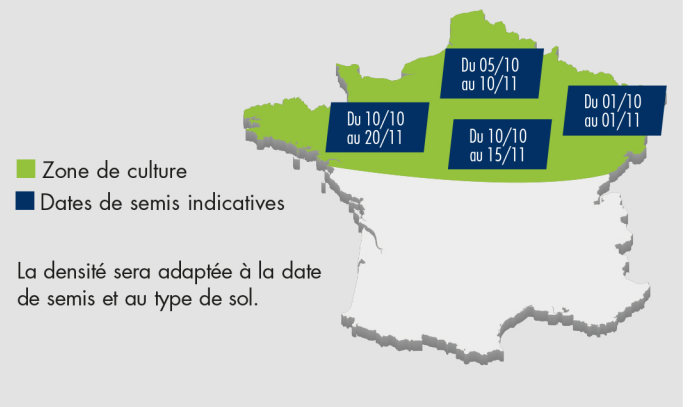 Du 05/10
au 10/11
Du 01/10
au 01/11
Du 10/10
au 20/11
Du 10/10
au 15/11
Zone de culture
Dates de semis indicatives
La densité sera adaptée à la date
de semis et au type de sol.